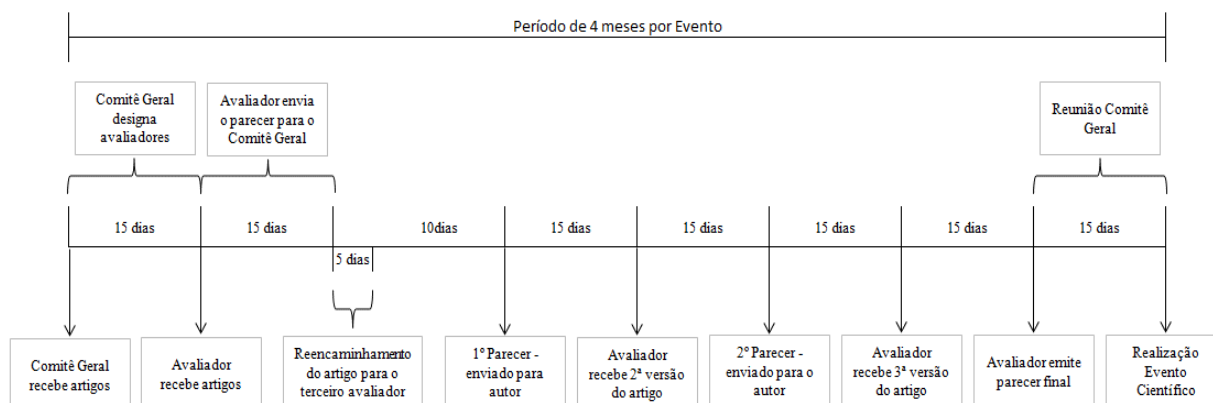 Período de 4 meses por Evento
Comitê Geral
designa
avaliadores
Avaliador envia
o parecer para o
Comitê Geral
Reunião Comitê
Geral
15 dias
15 dias
10dias
15 dias
15 dias
15 dias
15 dias
15 dias
5 dias
Comitê Geral
recebe artigos
Avaliador
recebe artigos
Reencaminhamento
do artigo para o
terceiro avaliador
1º Parecer -
enviado para
autor
Avaliador
recebe 2ª versão
do artigo
2º Parecer -
enviado para o
autor
Avaliador
recebe 3ª versão
do artigo
Avaliador emite
parecer final
Realização
Evento
Científico